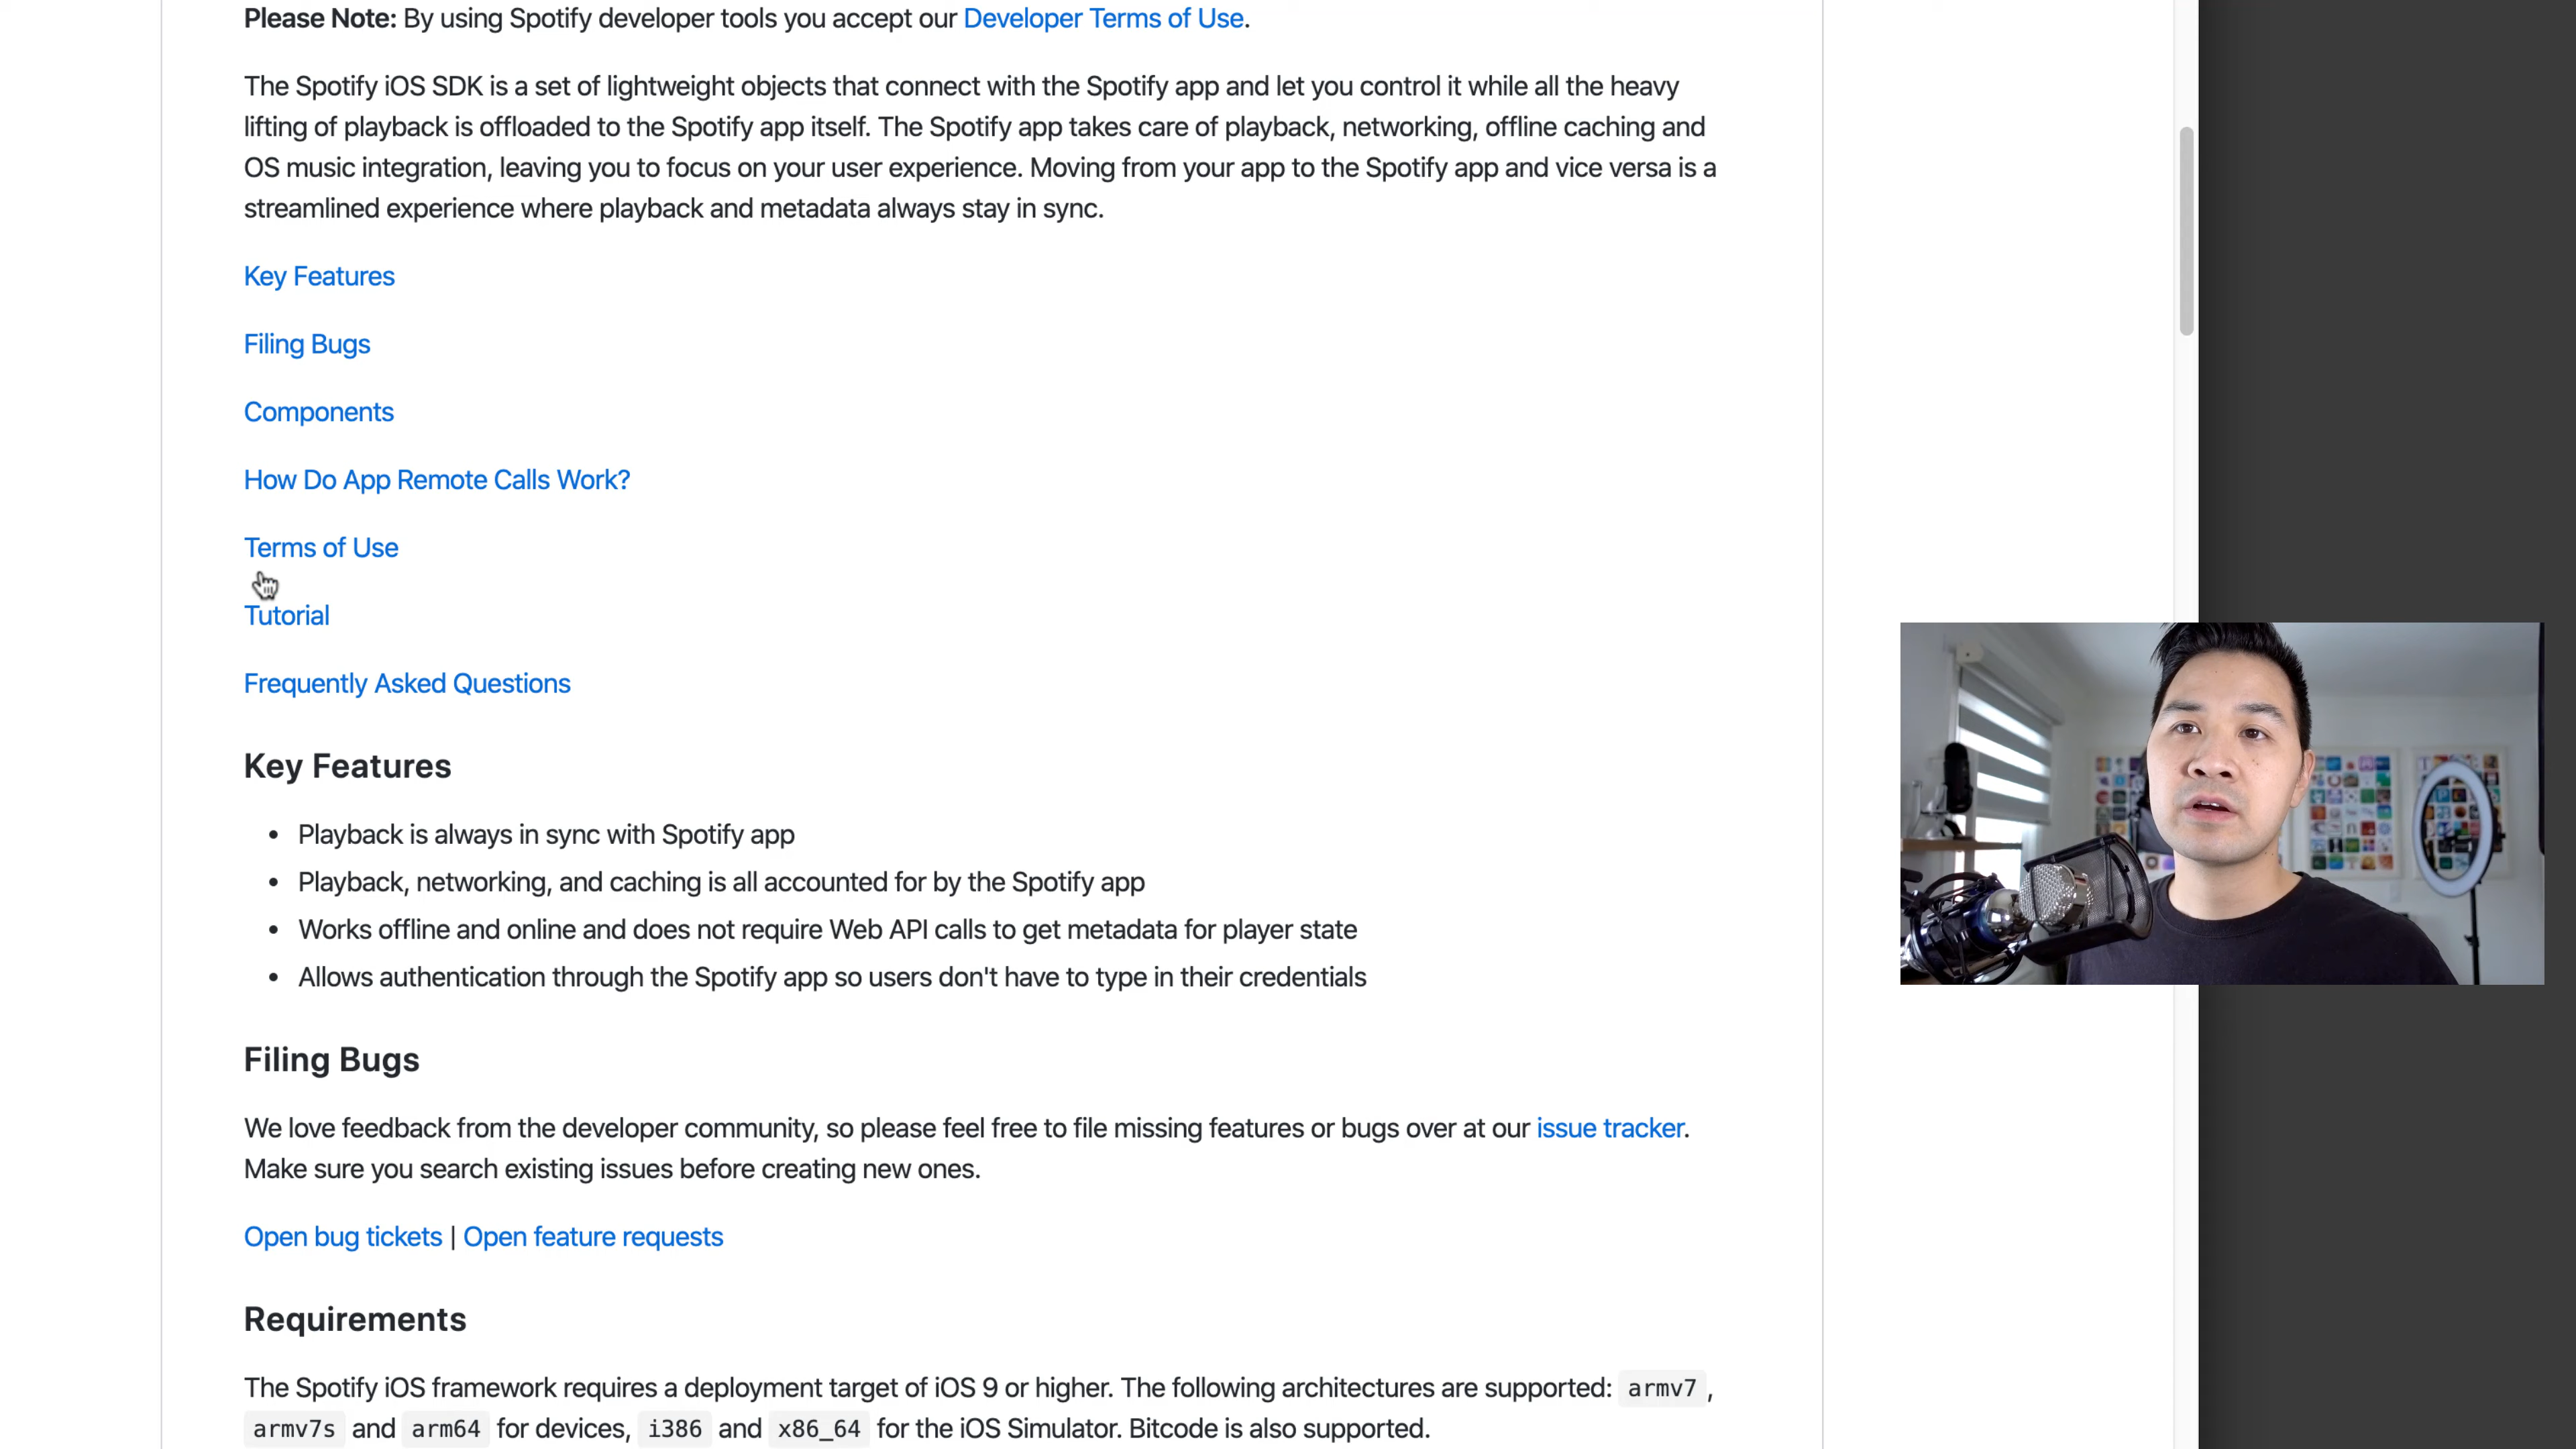 Please Note: By using Spotify developer tools you accept our Developer Terms of Use.
The Spotify iOS SDK is a set of lightweight objects that connect with the Spotify app and let you control it while all the heavy
lifting of playback is offloaded to the Spotify app itself. The Spotify app takes care of playback, networking, offline caching and
OS music integration, leaving you to focus on your user experience. Moving from your app to the Spotify app and vice versa is a
streamlined experience where playback and metadata always stay in sync.
Key Features
Filing Bugs
Components
How Do App Remote Calls Work?
Terms of Use
Tutorial
Frequently Asked Questions
Key Features
• Playback is always in sync with Spotify app
• Playback, networking, and caching is all accounted for by the Spotify app
• Works offline and online and does not require Web API calls to get metadata for player state
• Allows authentication through the Spotify app so users don't have to type in their credentials
Filing Bugs
We love feedback from the developer community, so please feel free to file missing features or bugs over at our issue tracker.
Make sure you search existing issues before creating new ones.
Open bug tickets | Open feature requests
Requirements
The Spotify iOS framework requires a deployment target of iOS 9 or higher. The following architectures are supported: armv7 ,
armv7s and arm64 for devices, i386 and x86_64 for the iOS Simulator. Bitcode is also supported.